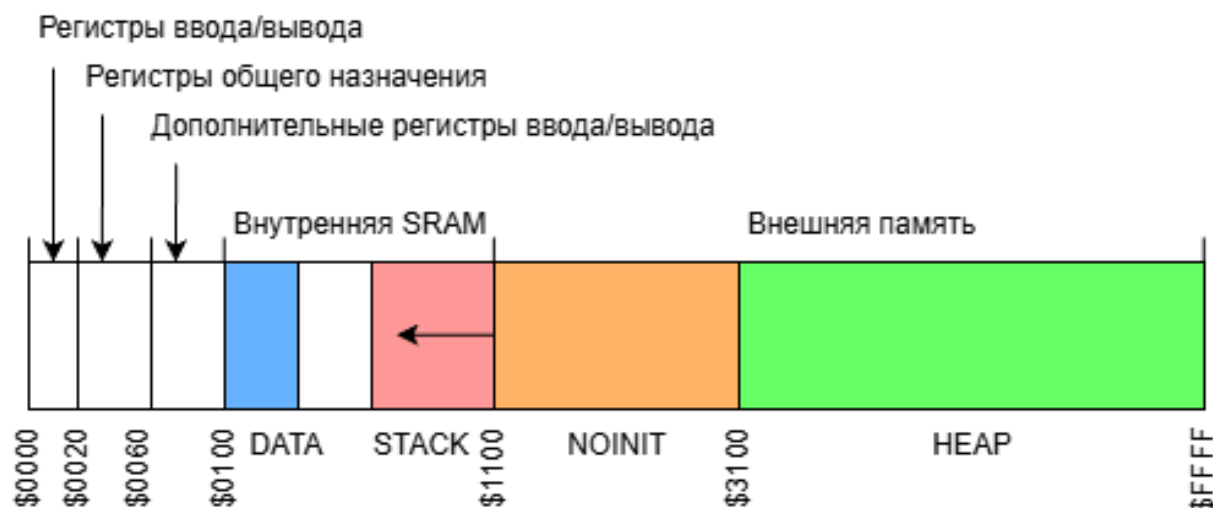 Регистры ввода/вывода
Регистры общего назначения
Дополнительные регистры ввода/вывода
Внутренняя SRAM
Внешняя память
DATA
STACK
NOINIT
HEAP
$0000
$0020
$0060
$0100
$1100
$3100
$FFFF